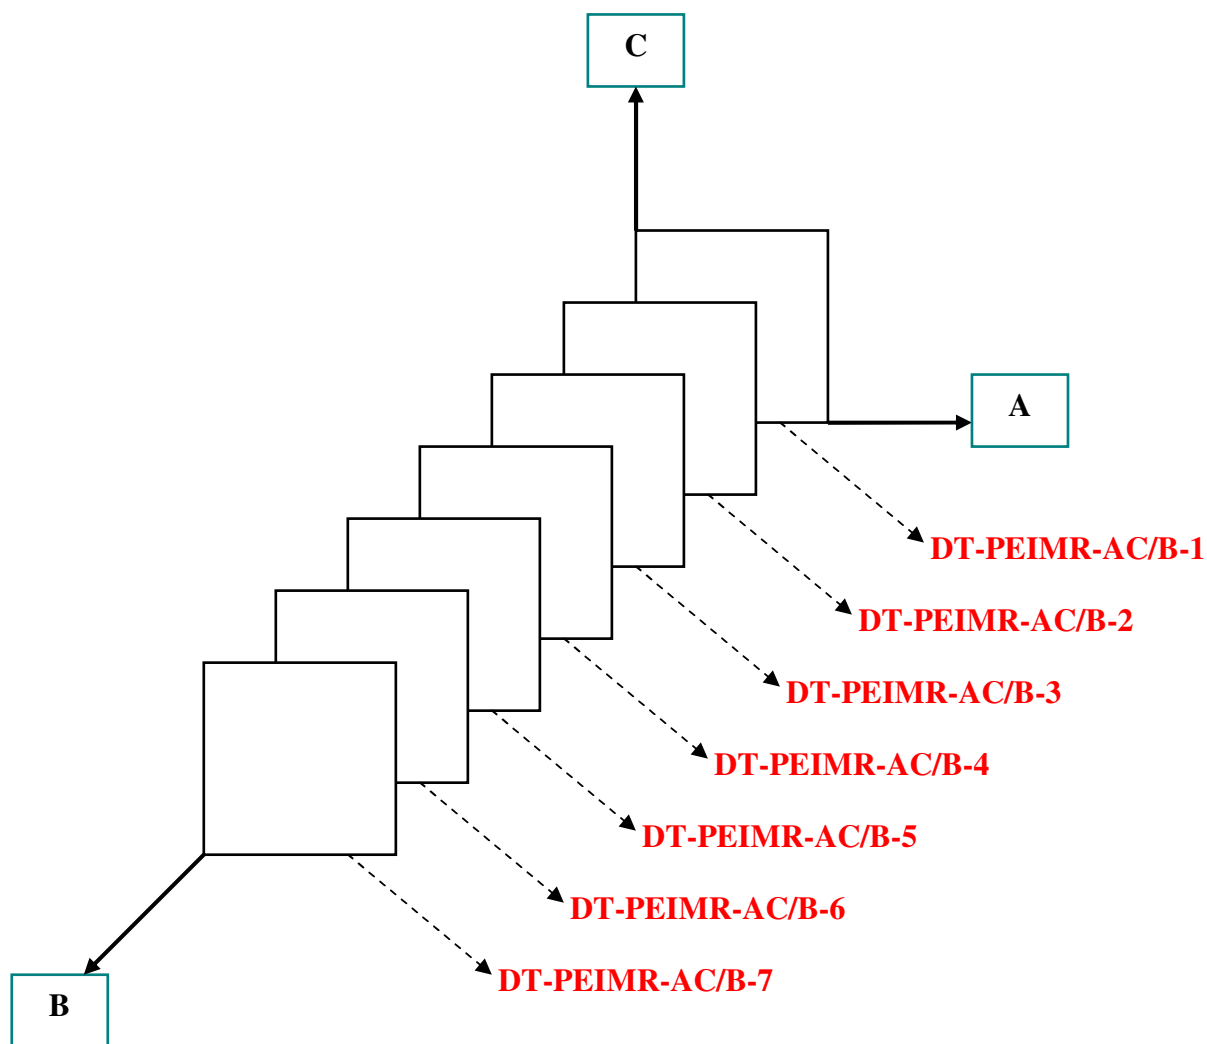 C
A
DT-PEIMR-AC/B-1
DT-PEIMR-AC/B-2
DT-PEIMR-AC/B-3
DT-PEIMR-AC/B-4
DT-PEIMR-AC/B-5
DT-PEIMR-AC/B-6
DT-PEIMR-AC/B-7
B